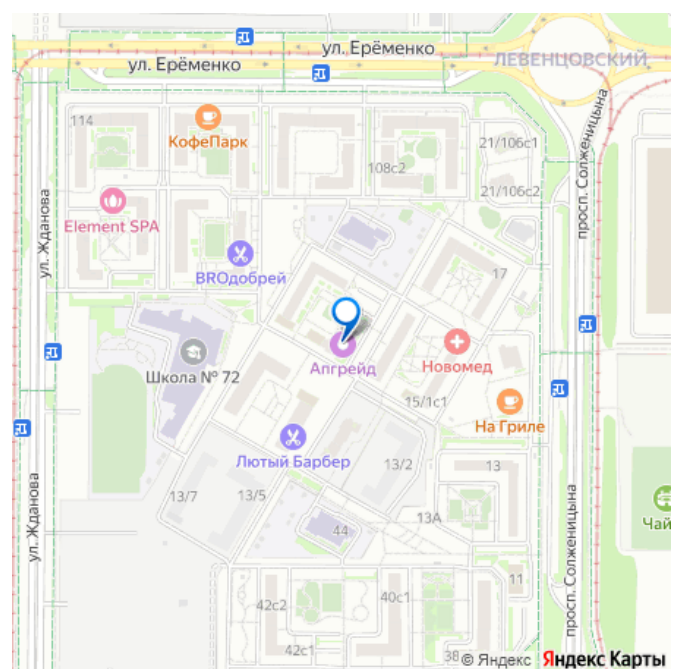 ул. Ерёменко
ул. Ерёменко
ЛЕВЕНЦОВСКИЙ
114
КофеПарк
108с2
21/106с1
21/106с2
просп. Солженицына
ул. Жданова
Element SPA
BROдобрей
17
Школа № 72
Апгрейд
Новомед
15/1с1
На Гриле
Лютый Барбер
13/2
13
13/7
13/5
13А
44
Чай
ул. Жданова
просп. Солженицына
11
42с2
40с1
42с1
38
© Яндекс Яндекс Карты